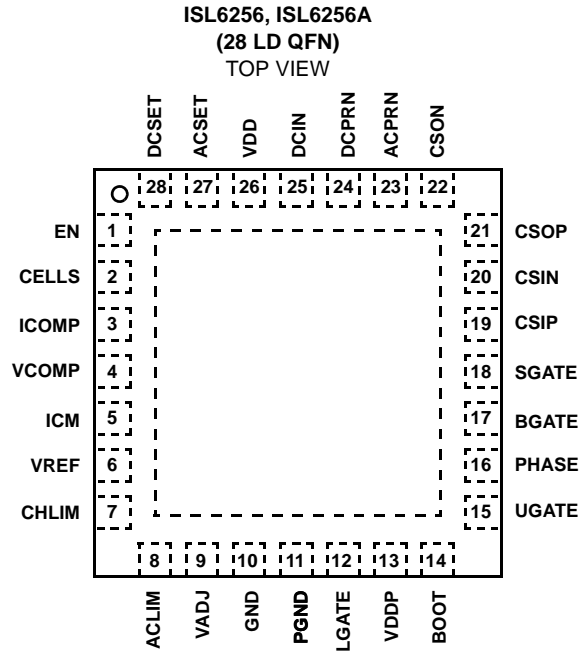 ISL6256, ISL6256A
(28 LD QFN)
TOP VIEW
DCSET
ACSET
VDD
DCIN
DCPRN
ACPRN
CSON
28 27 26 25 24 23 22
EN 1
CELLS 2
ICOMP 3
VCOMP 4
ICM 5
VREF 6
CHLIM 7
21 CSOP
20 CSIN
19 CSIP
18 SGATE
17 BGATE
16 PHASE
15 UGATE
8 9 10 11 12 13 14
ACLIM
VADJ
GND
PGND
LGATE
VDDP
BOOT